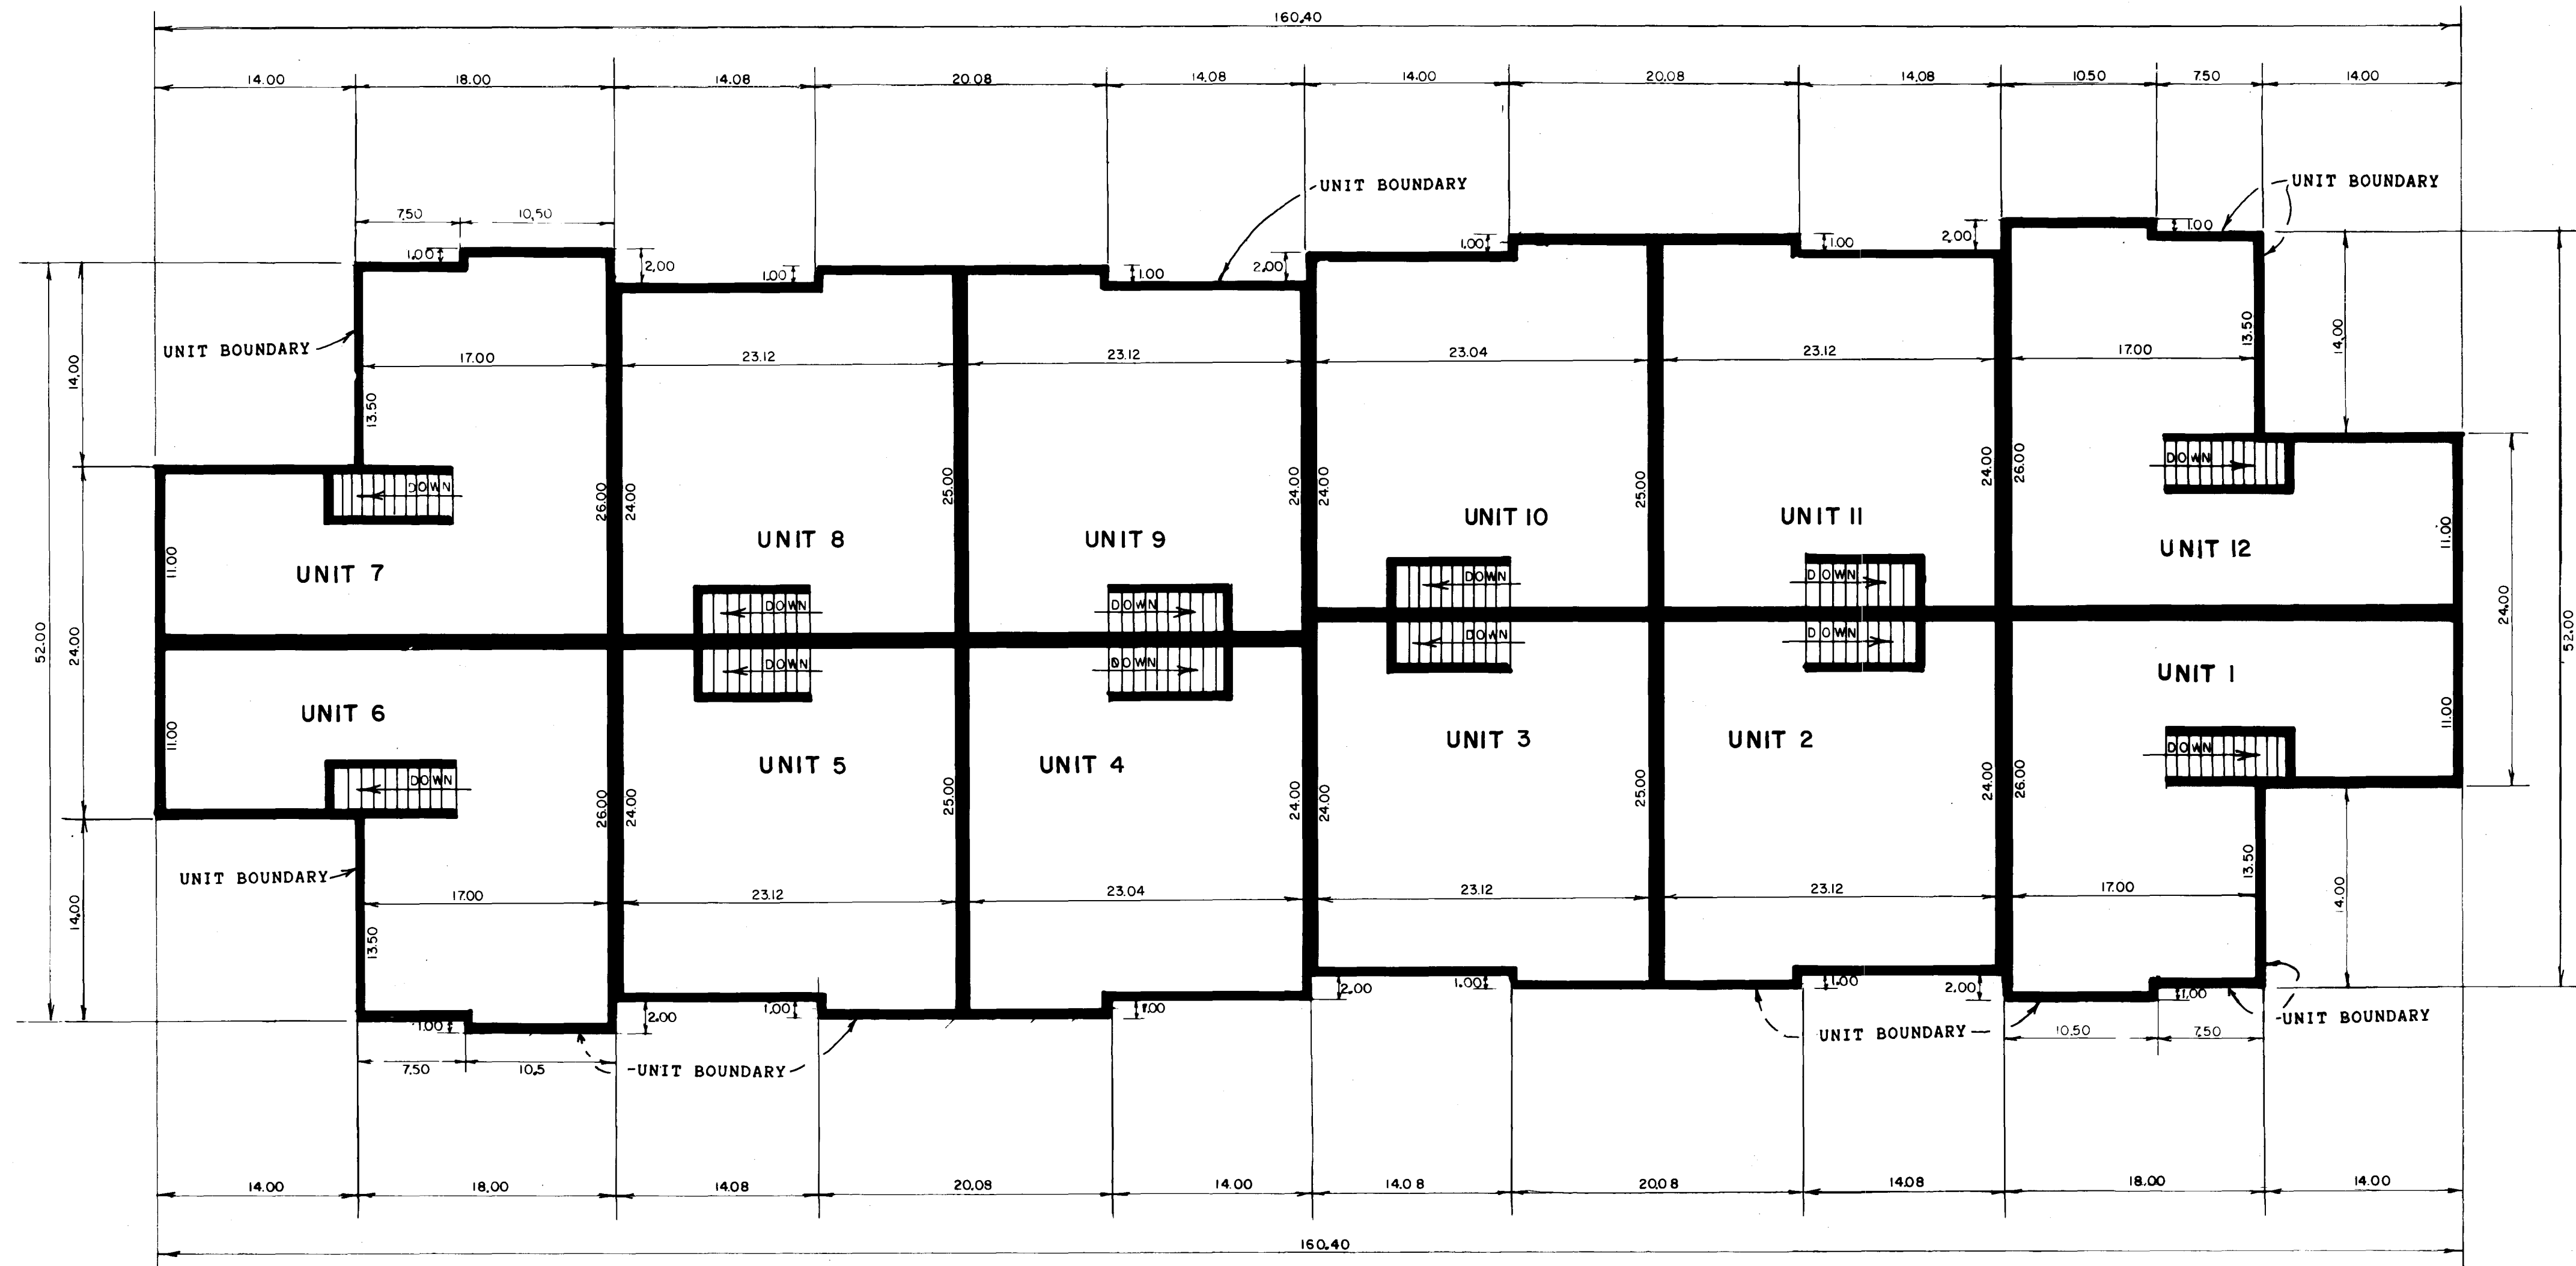 160.40
14.00 18.00 14.08 20.08 14.08 14.00 20.08 14.08 10.50 7.50 14.00
UNIT BOUNDARY
UNIT BOUNDARY
7.50 10.50
1.00 2.00 1.00 1.00 2.00 1.00 1.00 2.00 1.00
UNIT BOUNDARY
14.00
13.50
17.00 23.12 23.12 23.04 23.12 17.00
13.50
14.00
26.00 24.00 25.00 24.00 24.00 25.00 24.00 26.00
DOWN
DOWN
UNIT 7
UNIT 8
UNIT 9
UNIT 10
UNIT 11
UNIT 12
11.00
11.00
DOWN DOWN DOWN DOWN
52.00
24.00
24.00
52.00
DOWN DOWN DOWN DOWN
UNIT 6
UNIT 5
UNIT 4
UNIT 3
UNIT 2
UNIT 1
11.00
11.00
DOWN
DOWN
26.00 24.00 25.00 24.00 24.00 25.00 24.00 26.00
UNIT BOUNDARY
14.00
13.50
17.00 23.12 23.04 23.12 23.12 17.00
13.50
14.00
1.00 2.00 1.00 1.00 2.00 1.00 1.00 2.00 1.00
7.50 10.5
UNIT BOUNDARY
UNIT BOUNDARY
10.50 7.50
UNIT BOUNDARY
14.00 18.00 14.08 20.08 14.00 14.08 20.08 14.08 18.00 14.00
160.40